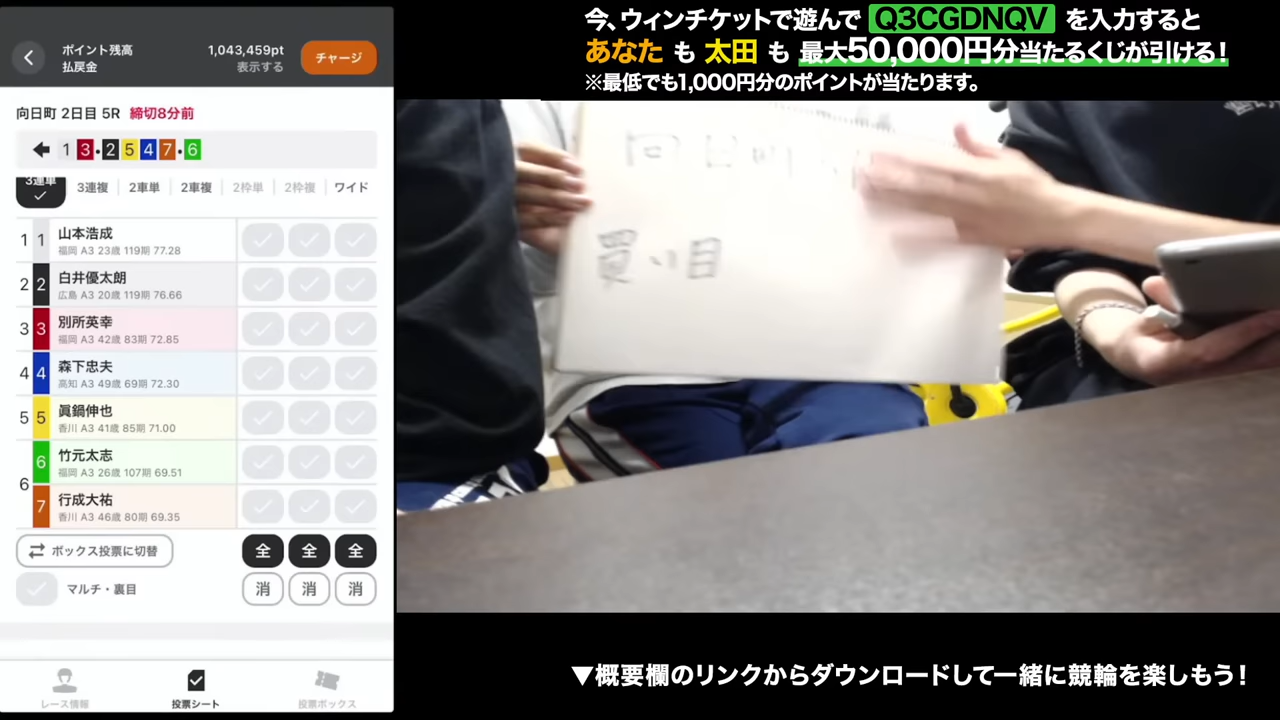 今、ウィンチケットで遊んで Q3CGDNQV を入力すると
あなた も 太田 も 最大50,000円分当たるくじが引ける!
※最低でも1,000円分のポイントが当たります。
ポイント残高 1,043,459pt チャージ
払戻金 表示する
向日町 2日目 5R 締切8分前
1 3・2 5 4 7・6
3連単 3連複 2車単 2車複 2枠単 2枠複 ワイド
1 1 山本浩成
福岡 A3 23歳 119期 77.28
2 2 白井優太朗
広島 A3 20歳 119期 76.66
3 3 別所英幸
福岡 A3 42歳 83期 72.85
4 4 森下忠夫
高知 A3 49歳 69期 72.30
5 5 眞鍋伸也
香川 A3 41歳 85期 71.00
6 6 竹元太志
福岡 A3 26歳 107期 69.51
7 行成大祐
香川 A3 46歳 80期 69.35
ボックス投票に切替 全 全 全
マルチ・裏目 消 消 消
レース情報 投票シート 投票ボックス
向日町
買い目
▼概要欄のリンクからダウンロードして一緒に競輪を楽しもう!